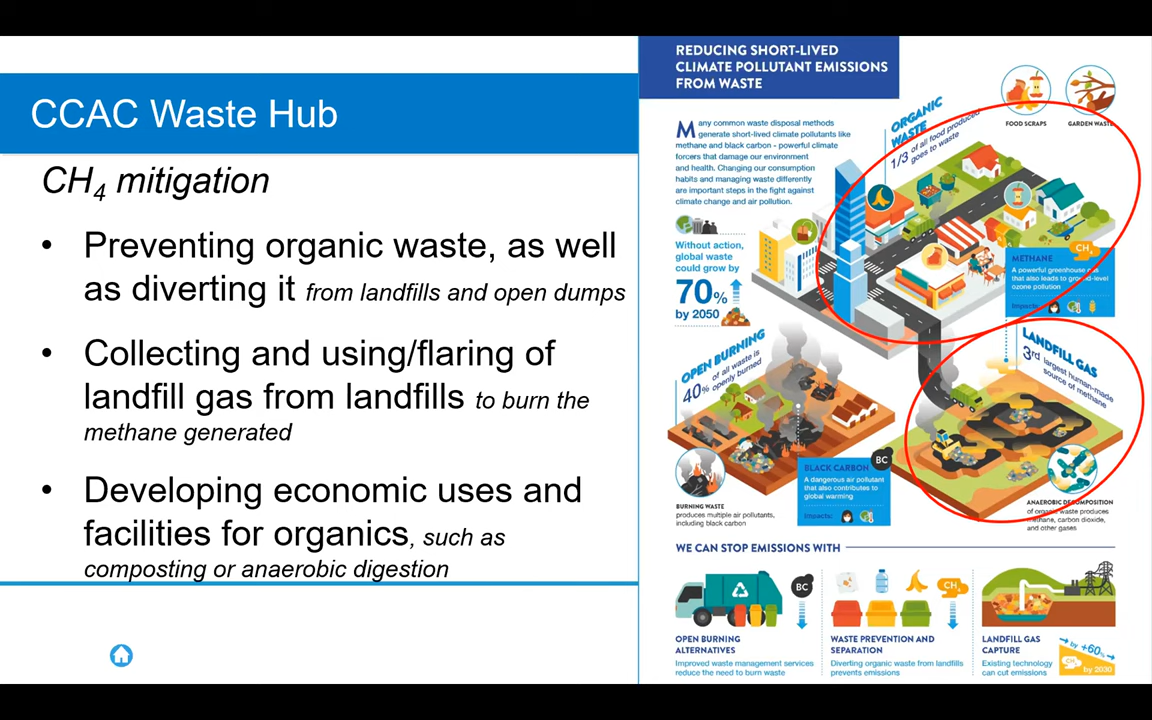 CCAC Waste Hub
CH4 mitigation
• Preventing organic waste, as well
as diverting it from landfills and open dumps
• Collecting and using/flaring of
landfill gas from landfills to burn the
methane generated
• Developing economic uses and
facilities for organics, such as
composting or anaerobic digestion
REDUCING SHORT-LIVED
CLIMATE POLLUTANT EMISSIONS
FROM WASTE
Many common waste disposal methods
generate short-lived climate pollutants like
methane and black carbon - powerful climate
forcers that damage our environment
and health. Changing our consumption
habits and managing waste differently
are important steps in the fight against
climate change and air pollution.
FOOD SCRAPS
GARDEN WASTE
ORGANIC
WASTE
1/3 of all food produced
goes to waste
Without action,
global waste
could grow by
70%
by 2050
CH4
METHANE
A powerful greenhouse gas
that also leads to ground-level
ozone pollution
Impacts:
OPEN BURNING
40% of all waste is
openly burned
LANDFILL GAS
3rd largest human-made
source of methane
BC
BLACK CARBON
A dangerous air pollutant
that also contributes to
global warming
Impacts:
BURNING WASTE
produces multiple air pollutants,
including black carbon
ANAEROBIC DECOMPOSITION
of organic waste produces
methane, carbon dioxide,
and other gases
WE CAN STOP EMISSIONS WITH
BC
CH4
OPEN BURNING
ALTERNATIVES
Improved waste management services
reduce the need to burn waste
WASTE PREVENTION AND
SEPARATION
Diverting organic waste from landfills
prevents emissions
LANDFILL GAS
CAPTURE
Existing technology
can cut emissions
by +60%
CH4
by 2030